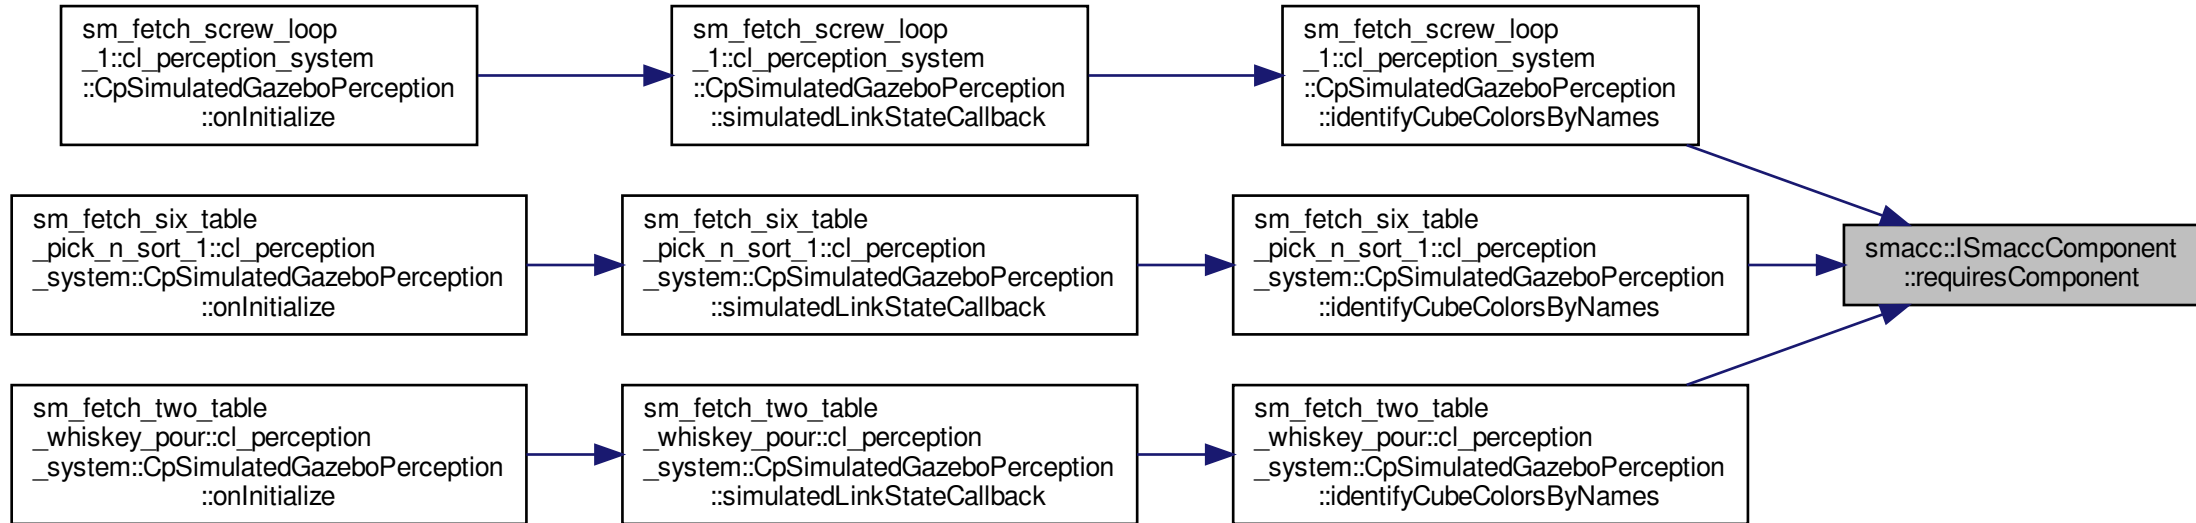 sm_fetch_screw_loop
_1::cl_perception_system
::CpSimulatedGazeboPerception
::onInitialize
sm_fetch_screw_loop
_1::cl_perception_system
::CpSimulatedGazeboPerception
::simulatedLinkStateCallback
sm_fetch_screw_loop
_1::cl_perception_system
::CpSimulatedGazeboPerception
::identifyCubeColorsByNames
sm_fetch_six_table
_pick_n_sort_1::cl_perception
_system::CpSimulatedGazeboPerception
::onInitialize
sm_fetch_six_table
_pick_n_sort_1::cl_perception
_system::CpSimulatedGazeboPerception
::simulatedLinkStateCallback
sm_fetch_six_table
_pick_n_sort_1::cl_perception
_system::CpSimulatedGazeboPerception
::identifyCubeColorsByNames
smacc::ISmaccComponent
::requiresComponent
sm_fetch_two_table
_whiskey_pour::cl_perception
_system::CpSimulatedGazeboPerception
::onInitialize
sm_fetch_two_table
_whiskey_pour::cl_perception
_system::CpSimulatedGazeboPerception
::simulatedLinkStateCallback
sm_fetch_two_table
_whiskey_pour::cl_perception
_system::CpSimulatedGazeboPerception
::identifyCubeColorsByNames